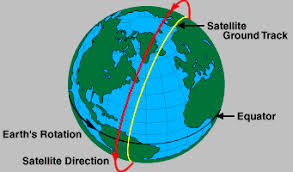 Satellite
Ground Track
Equator
Earth's Rotation
Satellite Direction